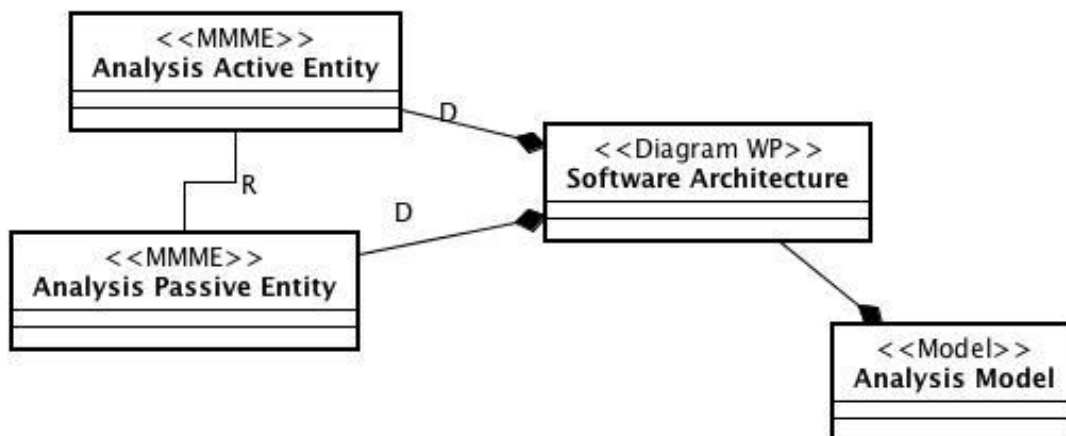 <<MMME>>
Analysis Active Entity
D
<<Diagram WP>>
Software Architecture
R
D
<<MMME>>
Analysis Passive Entity
<<Model>>
Analysis Model